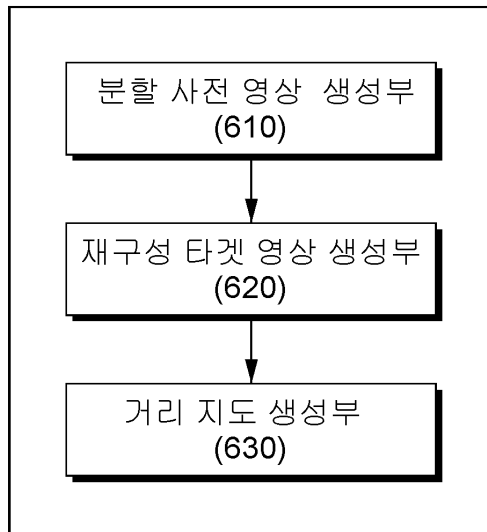 분할 사전 영상 생성부
(610)
재구성 타겟 영상 생성부
(620)
거리 지도 생성부
(630)